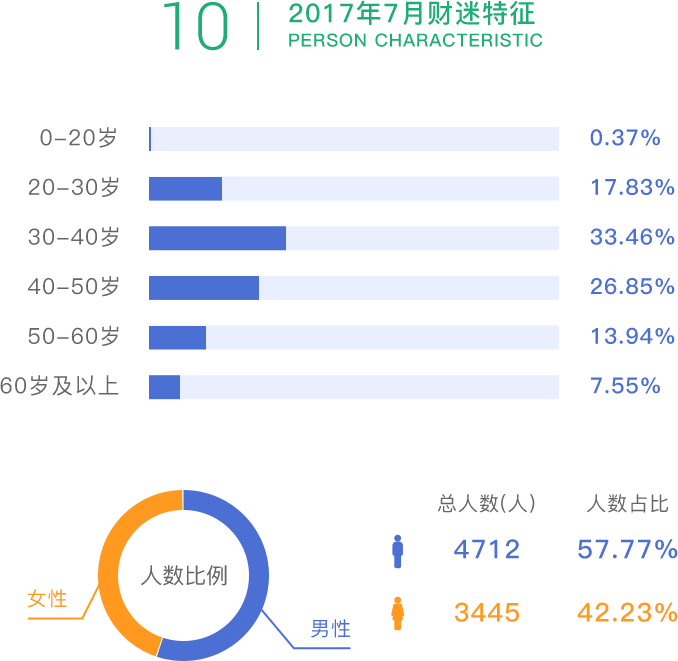 10
2017年7月财迷特征
PERSON CHARACTERISTIC
0-20岁 0.37%
20-30岁 17.83%
30-40岁 33.46%
40-50岁 26.85%
50-60岁 13.94%
60岁及以上 7.55%
总人数(人) 人数占比
4712 57.77%
人数比例
女性
3445 42.23%
男性